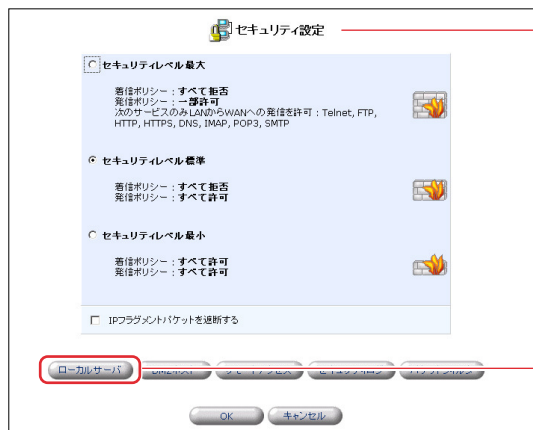 セキュリティ設定
セキュリティレベル最大
着信ポリシー：すべて拒否
発信ポリシー：一部許可
次のサービスのみLANからWANへの発信を許可：Telnet, FTP,
HTTP, HTTPS, DNS, IMAP, POP3, SMTP
セキュリティレベル標準
着信ポリシー：すべて拒否
発信ポリシー：すべて許可
セキュリティレベル最小
着信ポリシー：すべて許可
発信ポリシー：すべて許可
IPフラグメントパケットを遮断する
ローカルサーバ
OK キャンセル